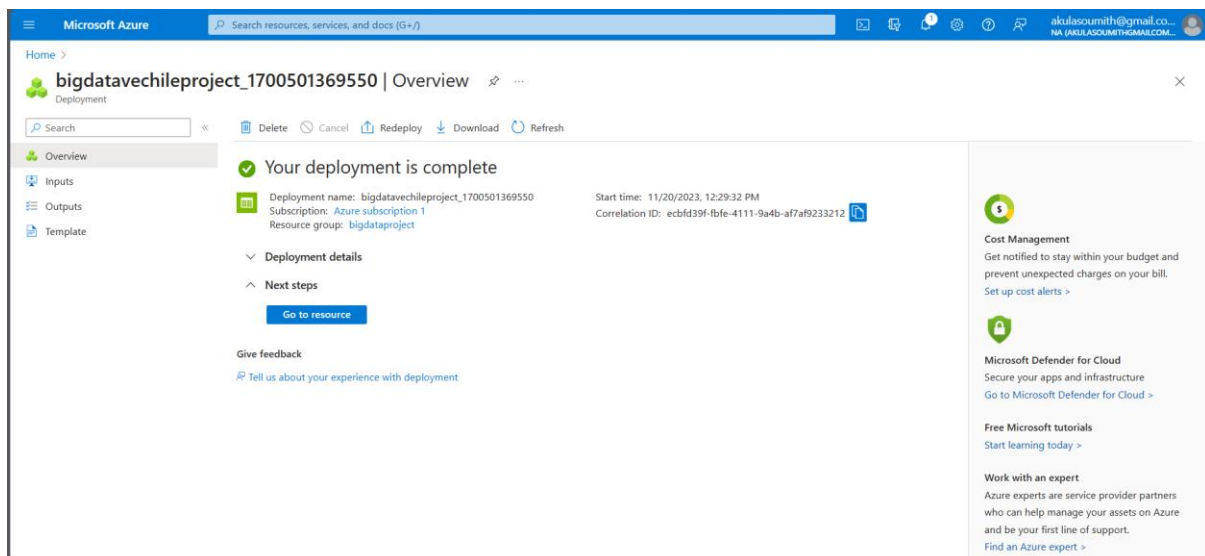 Microsoft Azure
Search resources, services, and docs (G+/)
1
akulasoumith@gmail.co...
NA (AKULASOUMITHGMAILCOM...
Home >
bigdatavechileproject_1700501369550 | Overview
...
Deployment
Search
«
Delete
Cancel
Redeploy
Download
Refresh
Overview
Inputs
Outputs
Template
Your deployment is complete
Deployment name: bigdatavechileproject_1700501369550
Subscription: Azure subscription 1
Resource group: bigdataproject
Start time: 11/20/2023, 12:29:32 PM
Correlation ID: ecbfd39f-fbfe-4111-9a4b-af7af9233212
Deployment details
Next steps
Go to resource
Give feedback
Tell us about your experience with deployment
Cost Management
Get notified to stay within your budget and
prevent unexpected charges on your bill.
Set up cost alerts >
Microsoft Defender for Cloud
Secure your apps and infrastructure
Go to Microsoft Defender for Cloud >
Free Microsoft tutorials
Start learning today >
Work with an expert
Azure experts are service provider partners
who can help manage your assets on Azure
and be your first line of support.
Find an Azure expert >